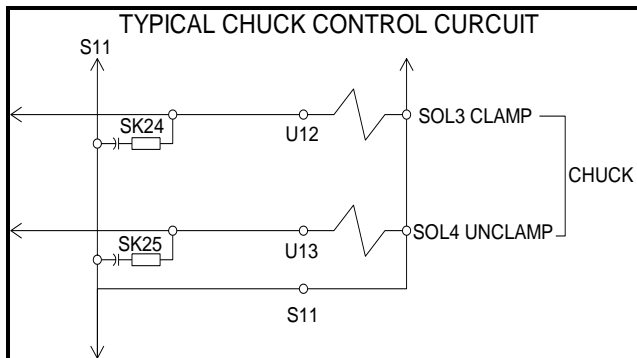 TYPICAL CHUCK CONTROL CURCUIT
S11
SK24
U12
SOL3 CLAMP
CHUCK
SK25
U13
SOL4 UNCLAMP
S11